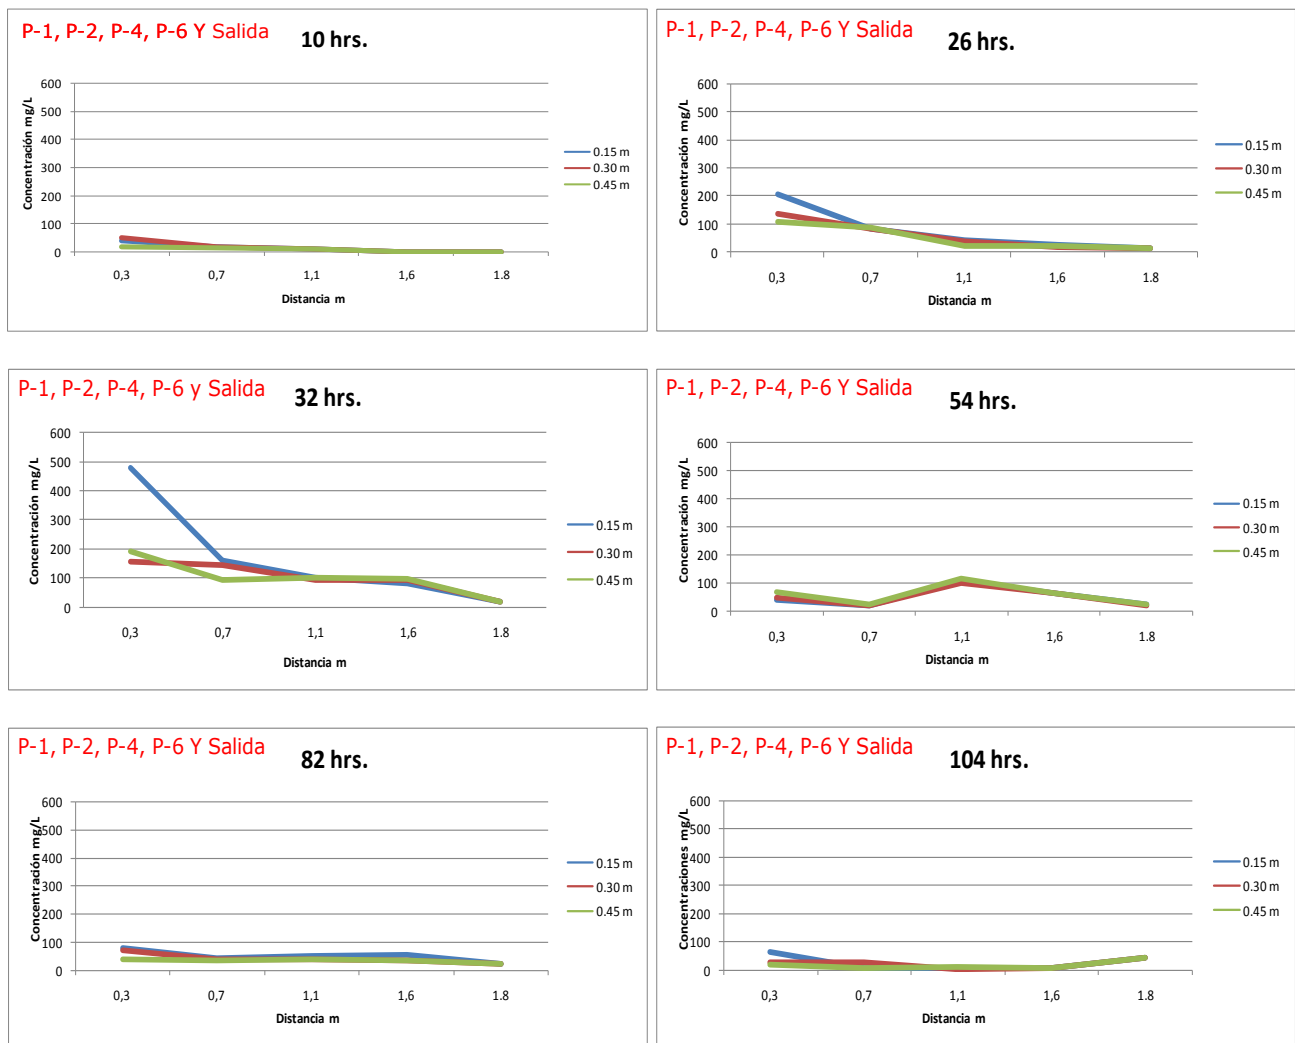 P-1, P-2, P-4, P-6 Y Salida
10 hrs.
Concentración mg/L
600
500
400
300
200
100
0
0,3 0,7 1,1 1,6 1.8
Distancia m
0.15 m
0.30 m
0.45 m
P-1, P-2, P-4, P-6 Y Salida
26 hrs.
Concentración mg/L
600
500
400
300
200
100
0
0,3 0,7 1,1 1,6 1.8
Distancia m
0.15 m
0.30 m
0.45 m
P-1, P-2, P-4, P-6 y Salida
32 hrs.
Concentración mg/L
600
500
400
300
200
100
0
0,3 0,7 1,1 1,6 1.8
Distancia m
0.15 m
0.30 m
0.45 m
P-1, P-2, P-4, P-6 Y Salida
54 hrs.
Concentración mg/L
600
500
400
300
200
100
0
0,3 0,7 1,1 1,6 1.8
Distancia m
0.15 m
0.30 m
0.45 m
P-1, P-2, P-4, P-6 Y Salida
82 hrs.
Concentración mg/L
600
500
400
300
200
100
0
0,3 0,7 1,1 1,6 1.8
Distancia m
0.15 m
0.30 m
0.45 m
P-1, P-2, P-4, P-6 Y Salida
104 hrs.
Concentraciones mg/L
600
500
400
300
200
100
0
0,3 0,7 1,1 1,6 1.8
Distancia m
0.15 m
0.30 m
0.45 m